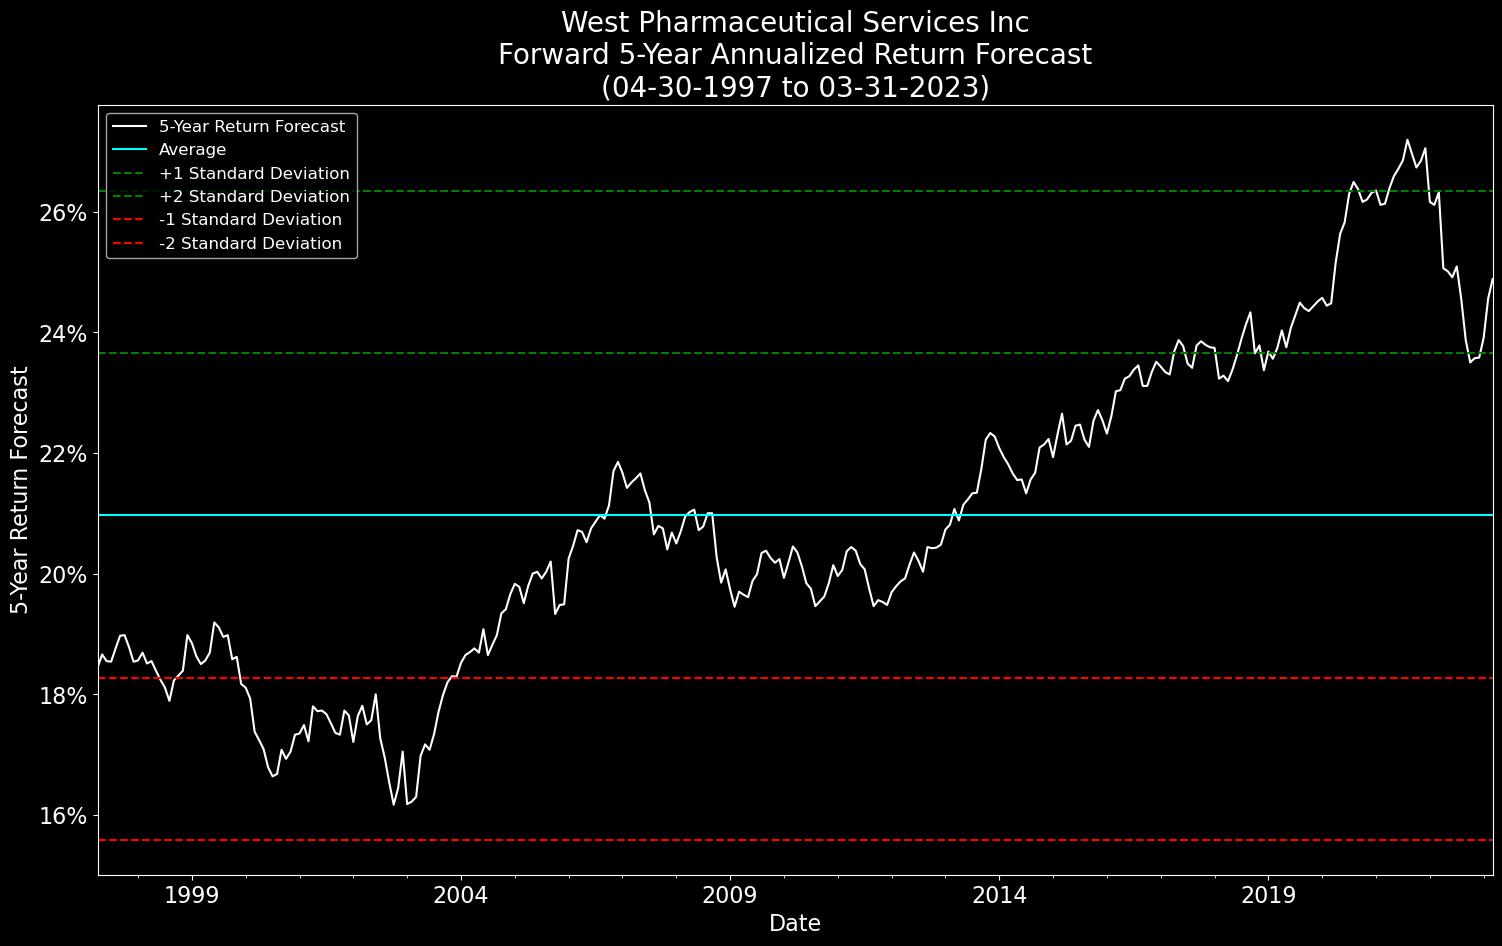 West Pharmaceutical Services Inc
Forward 5-Year Annualized Return Forecast
(04-30-1997 to 03-31-2023)
5-Year Return Forecast
Average
+1 Standard Deviation
+2 Standard Deviation
-1 Standard Deviation
-2 Standard Deviation
26%
24%
22%
20%
18%
16%
5-Year Return Forecast
1999 2004 2009 2014 2019
Date